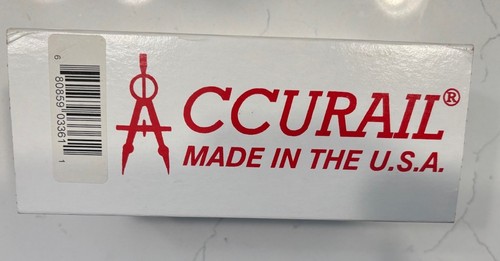 ACCURAIL®
MADE IN THE U.S.A.
6 80859 03361 1